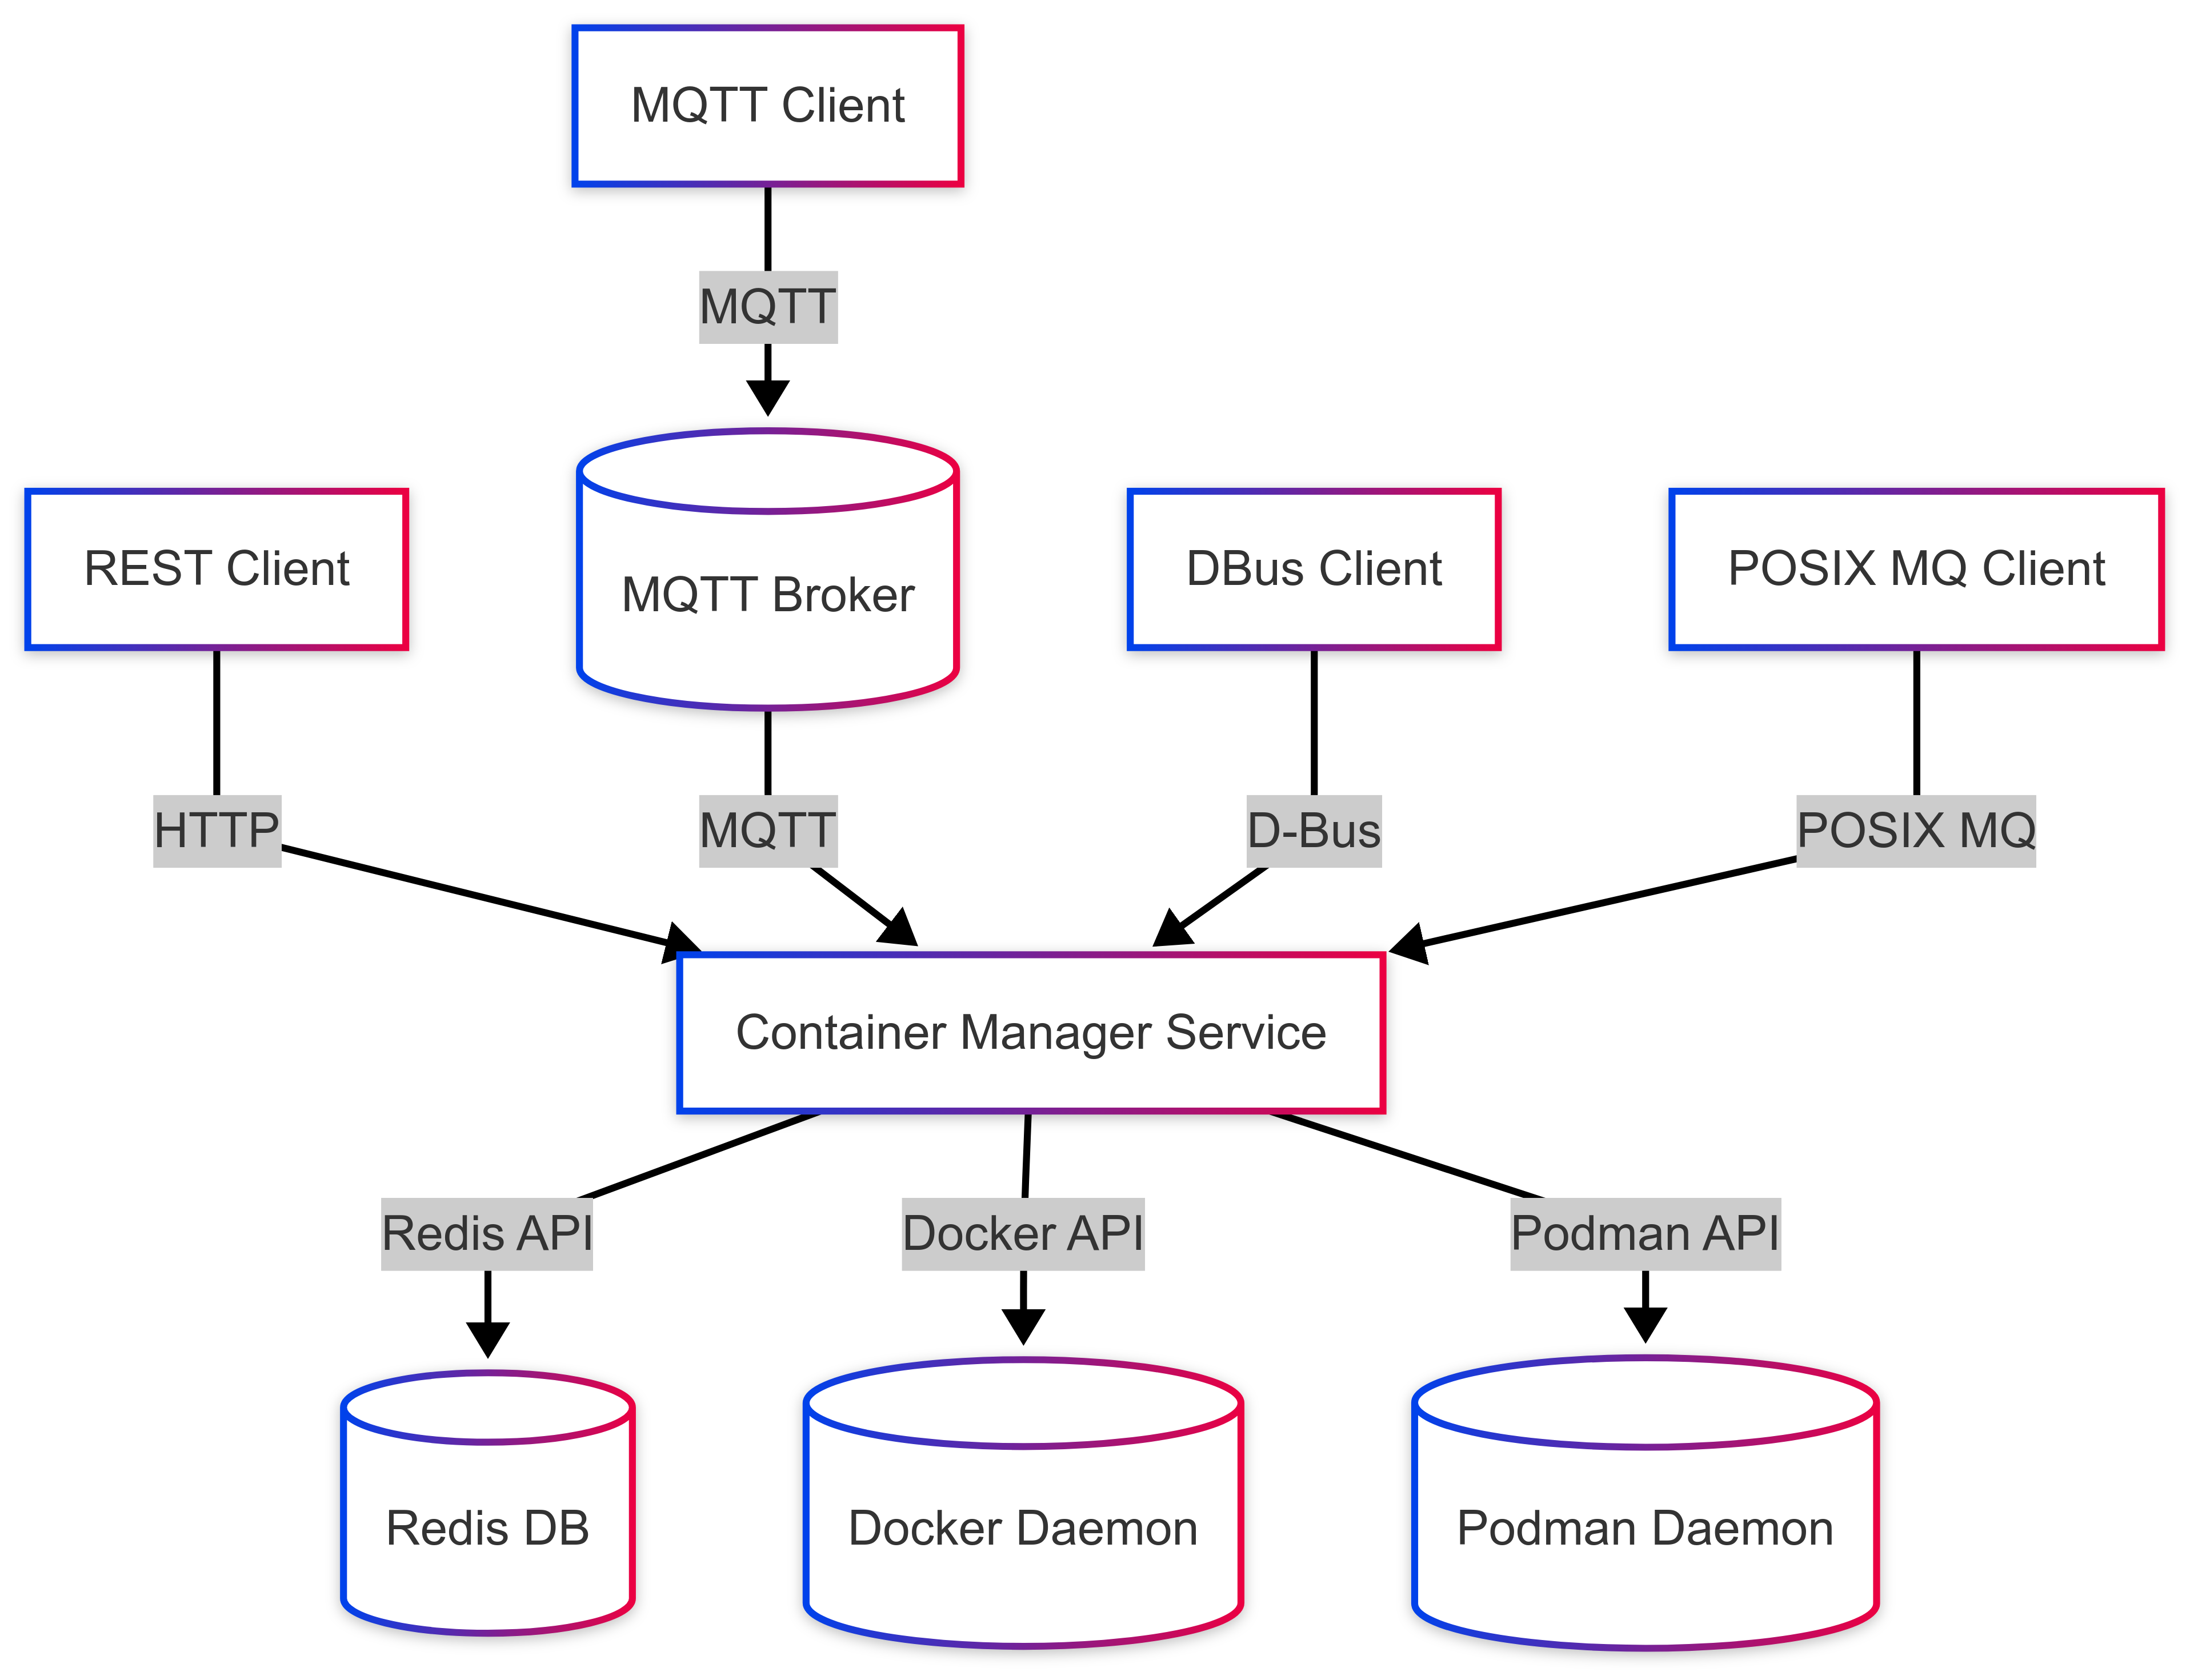 MQTT Client
MQTT
REST Client
MQTT Broker
DBus Client
POSIX MQ Client
HTTP
MQTT
D-Bus
POSIX MQ
Container Manager Service
Redis API
Docker API
Podman API
Redis DB
Docker Daemon
Podman Daemon